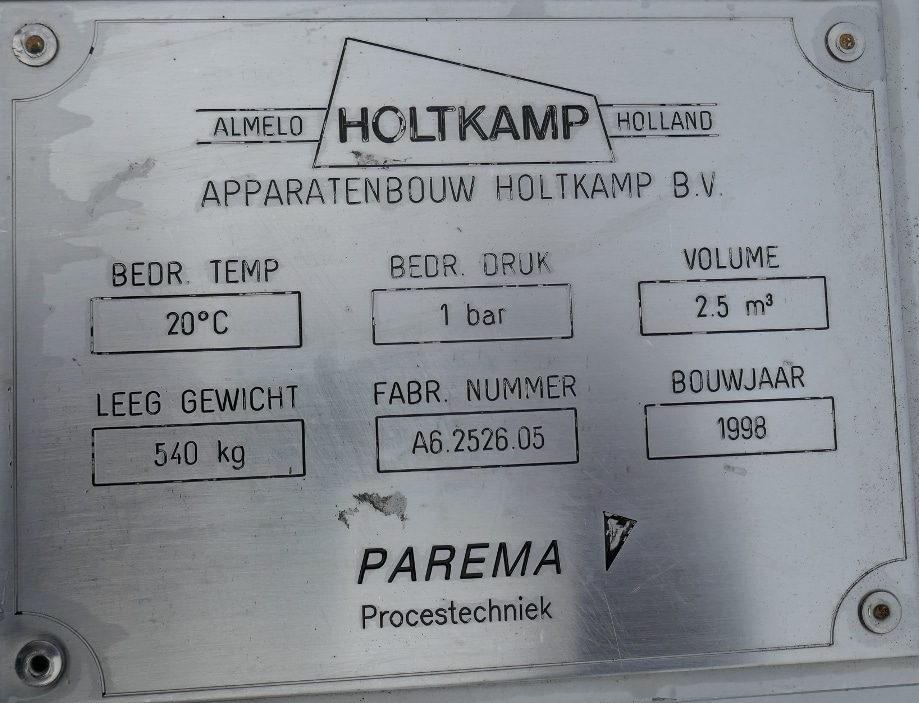 ALMELO HOLTKAMP HOLLAND
APPARATENBOUW HOLTKAMP B.V.
BEDR. TEMP BEDR. DRUK VOLUME
20°C 1 bar 2.5 m³
LEEG GEWICHT FABR. NUMMER BOUWJAAR
540 kg A6.2526.05 1998
PAREMA
Procestechniek